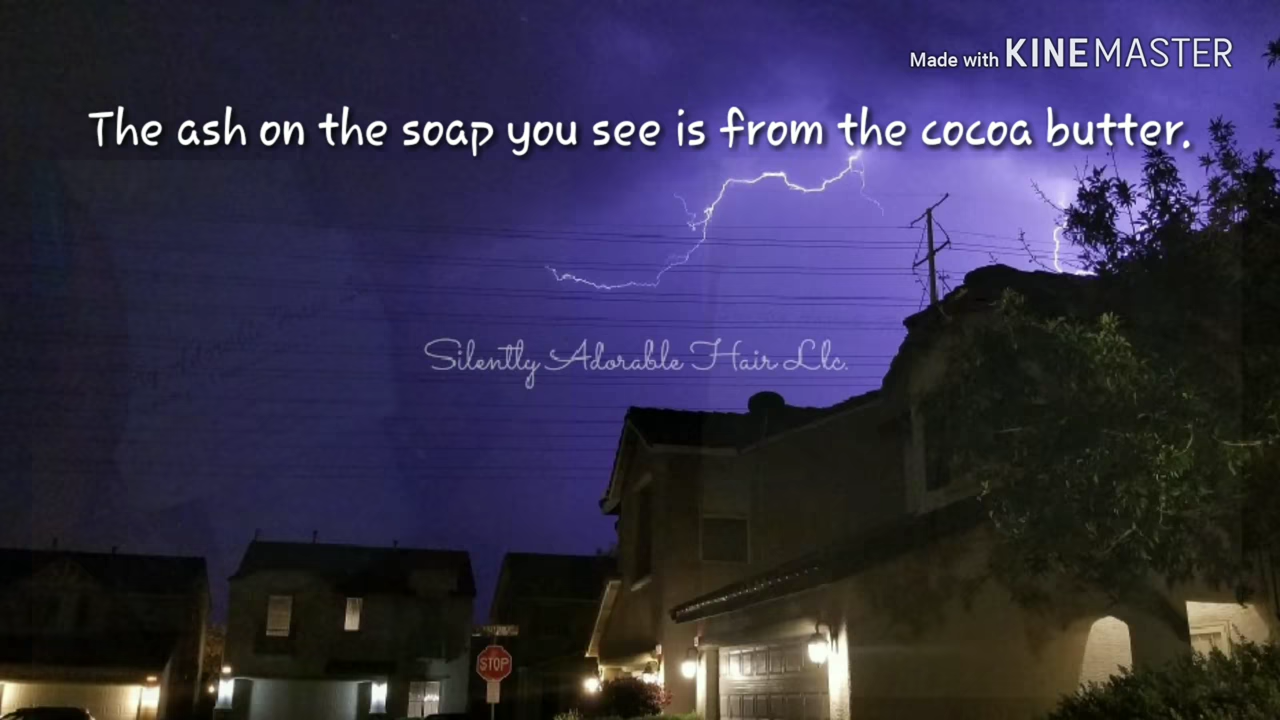 Made with KINEMASTER
The ash on the soap you see is from the cocoa butter.
Silently Adorable Hair Llc.
STOP